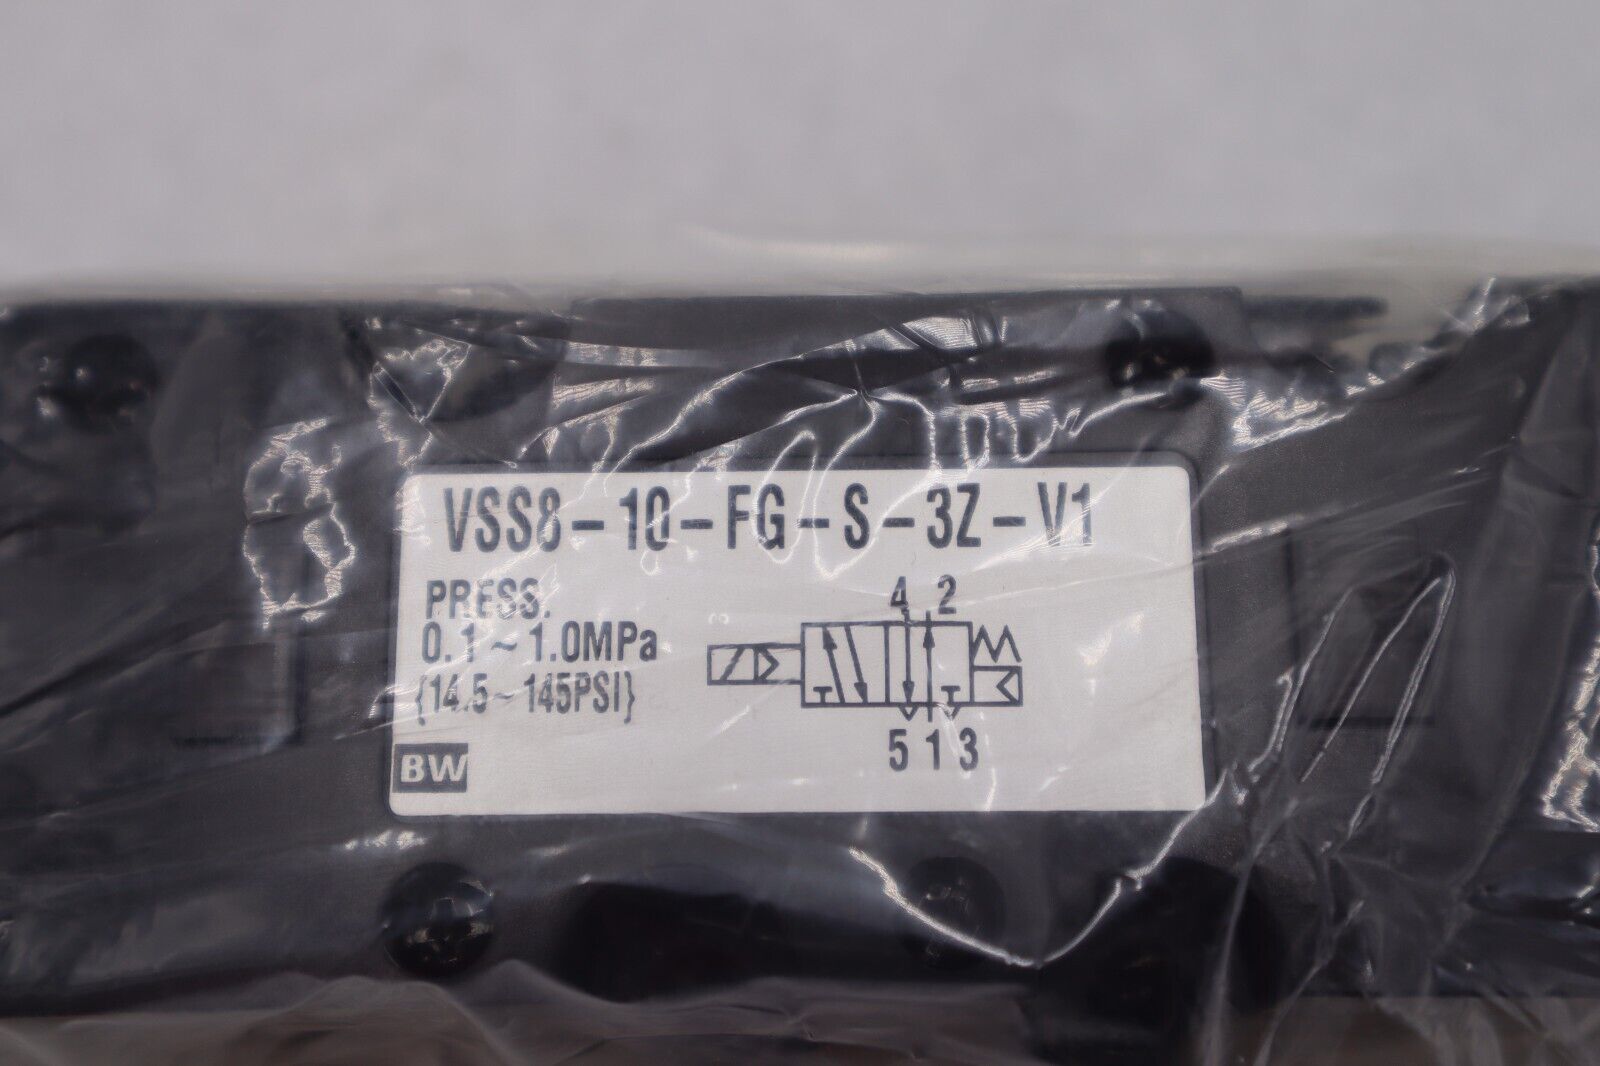 VSS8-10-FG-S-3Z-V1
PRESS.
0.1~1.0MPa
{14.5~145PSI}
BW
4 2
5 1 3